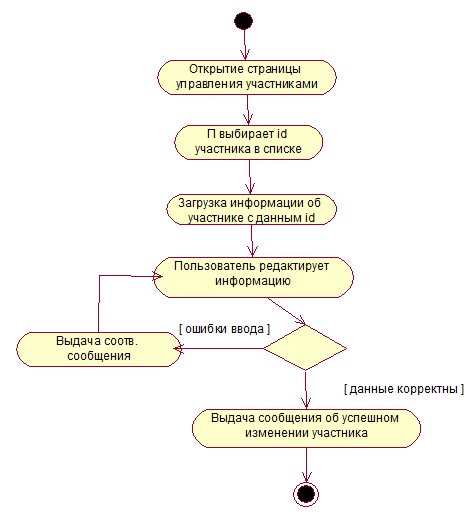 Открытие страницы
управления участниками
П выбирает id
участника в списке
Загрузка информации об
участнике с данным id
Пользователь редактирует
информацию
[ ошибки ввода ]
Выдача соотв.
сообщения
[ данные корректны ]
Выдача сообщения об успешном
изменении участника